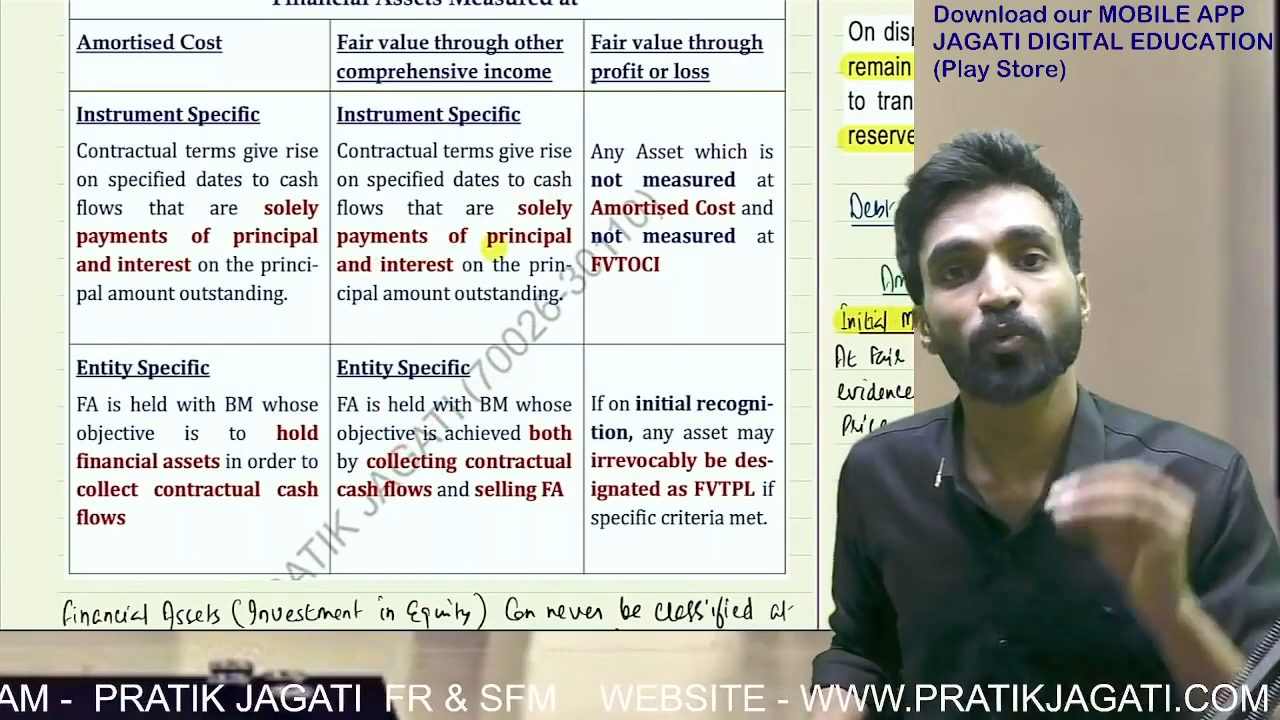 Financial Assets Measured at
Amortised Cost
Fair value through other
comprehensive income
Fair value through
profit or loss
Instrument Specific
Contractual terms give rise
on specified dates to cash
flows that are solely
payments of principal
and interest on the princi-
pal amount outstanding.
Instrument Specific
Contractual terms give rise
on specified dates to cash
flows that are solely
payments of principal
and interest on the prin-
cipal amount outstanding.
Any Asset which is
not measured at
Amortised Cost and
not measured at
FVTOCI
Entity Specific
FA is held with BM whose
objective is to hold
financial assets in order to
collect contractual cash
flows
Entity Specific
FA is held with BM whose
objective is achieved both
by collecting contractual
cash flows and selling FA
If on initial recogni-
tion, any asset may
irrevocably be des-
ignated as FVTPL if
specific criteria met.
Financial Assets (Investment in Equity) Can never be classified at
On disp
remain
to tran
reserve
Debt
Initial M
At Fair
evidence
Price
Download our MOBILE APP
JAGATI DIGITAL EDUCATION
(Play Store)
PRATIK JAGATI (70026-30110)
AM - PRATIK JAGATI FR & SFM WEBSITE - WWW.PRATIKJAGATI.COM